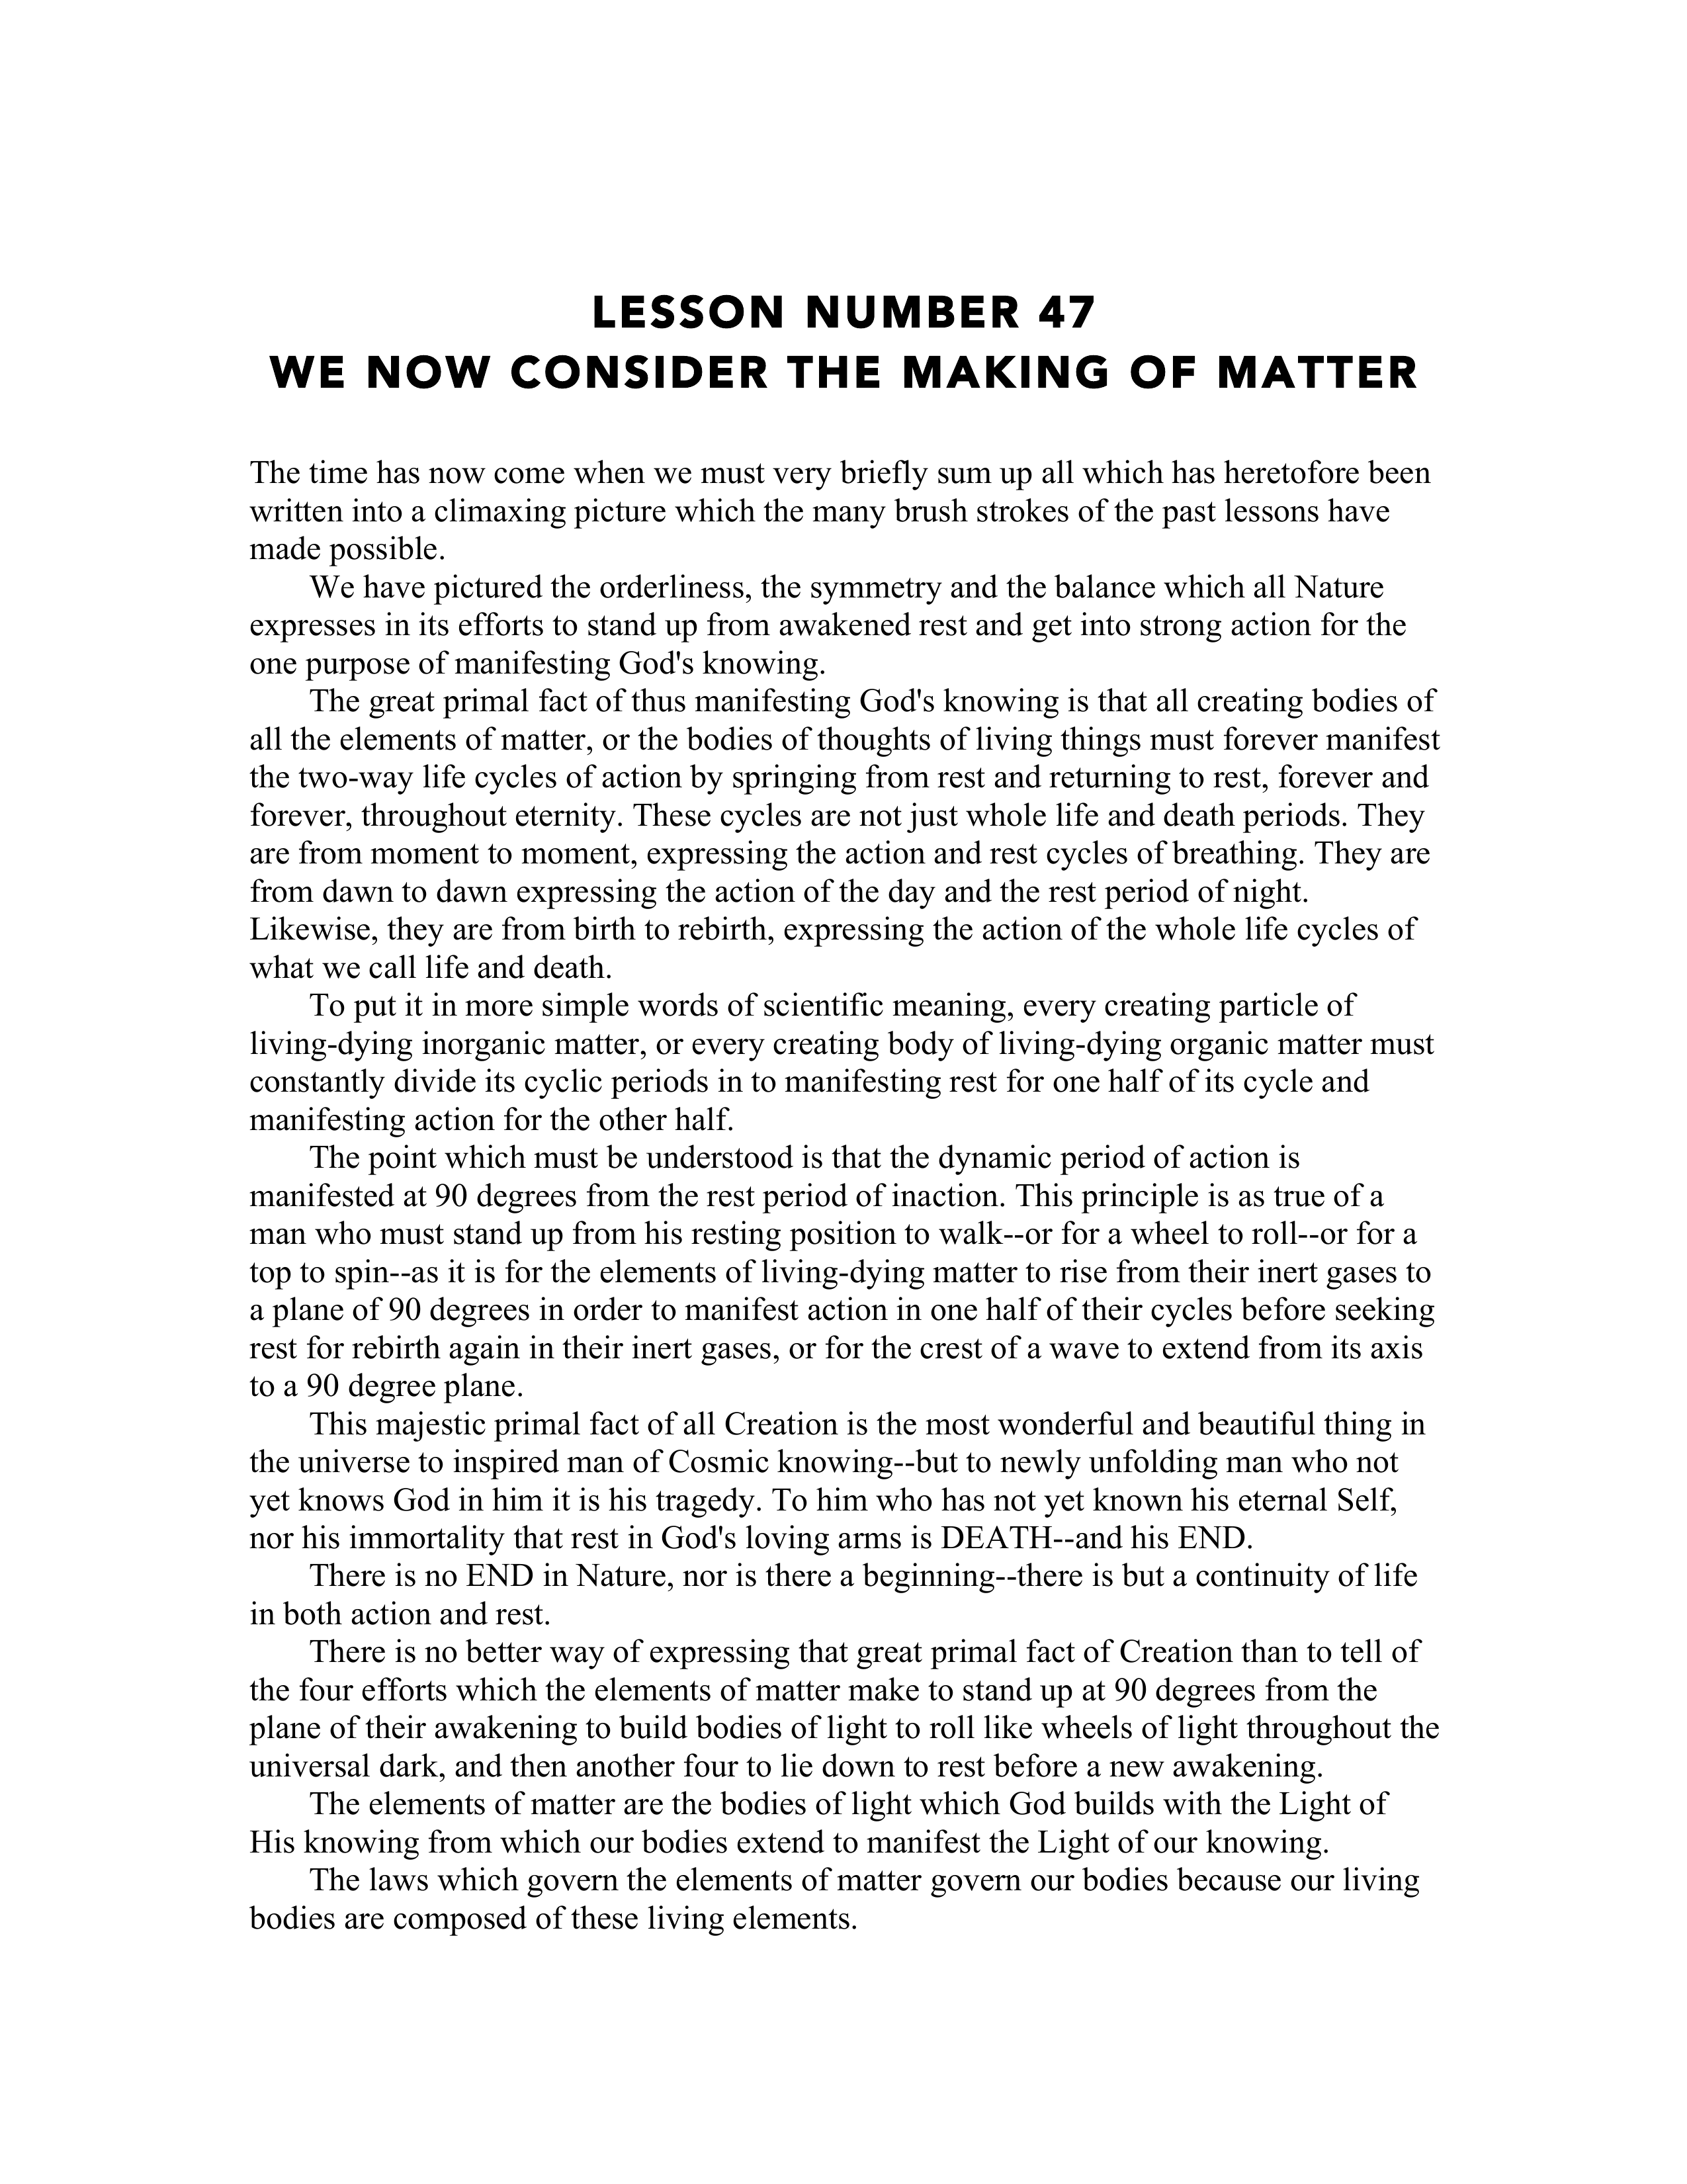 LESSON NUMBER 47
WE NOW CONSIDER THE MAKING OF MATTER
The time has now come when we must very briefly sum up all which has heretofore been
written into a climaxing picture which the many brush strokes of the past lessons have
made possible.
We have pictured the orderliness, the symmetry and the balance which all Nature
expresses in its efforts to stand up from awakened rest and get into strong action for the
one purpose of manifesting God's knowing.
The great primal fact of thus manifesting God's knowing is that all creating bodies of
all the elements of matter, or the bodies of thoughts of living things must forever manifest
the two-way life cycles of action by springing from rest and returning to rest, forever and
forever, throughout eternity. These cycles are not just whole life and death periods. They
are from moment to moment, expressing the action and rest cycles of breathing. They are
from dawn to dawn expressing the action of the day and the rest period of night.
Likewise, they are from birth to rebirth, expressing the action of the whole life cycles of
what we call life and death.
To put it in more simple words of scientific meaning, every creating particle of
living-dying inorganic matter, or every creating body of living-dying organic matter must
constantly divide its cyclic periods in to manifesting rest for one half of its cycle and
manifesting action for the other half.
The point which must be understood is that the dynamic period of action is
manifested at 90 degrees from the rest period of inaction. This principle is as true of a
man who must stand up from his resting position to walk--or for a wheel to roll--or for a
top to spin--as it is for the elements of living-dying matter to rise from their inert gases to
a plane of 90 degrees in order to manifest action in one half of their cycles before seeking
rest for rebirth again in their inert gases, or for the crest of a wave to extend from its axis
to a 90 degree plane.
This majestic primal fact of all Creation is the most wonderful and beautiful thing in
the universe to inspired man of Cosmic knowing--but to newly unfolding man who not
yet knows God in him it is his tragedy. To him who has not yet known his eternal Self,
nor his immortality that rest in God's loving arms is DEATH--and his END.
There is no END in Nature, nor is there a beginning--there is but a continuity of life
in both action and rest.
There is no better way of expressing that great primal fact of Creation than to tell of
the four efforts which the elements of matter make to stand up at 90 degrees from the
plane of their awakening to build bodies of light to roll like wheels of light throughout the
universal dark, and then another four to lie down to rest before a new awakening.
The elements of matter are the bodies of light which God builds with the Light of
His knowing from which our bodies extend to manifest the Light of our knowing.
The laws which govern the elements of matter govern our bodies because our living
bodies are composed of these living elements.